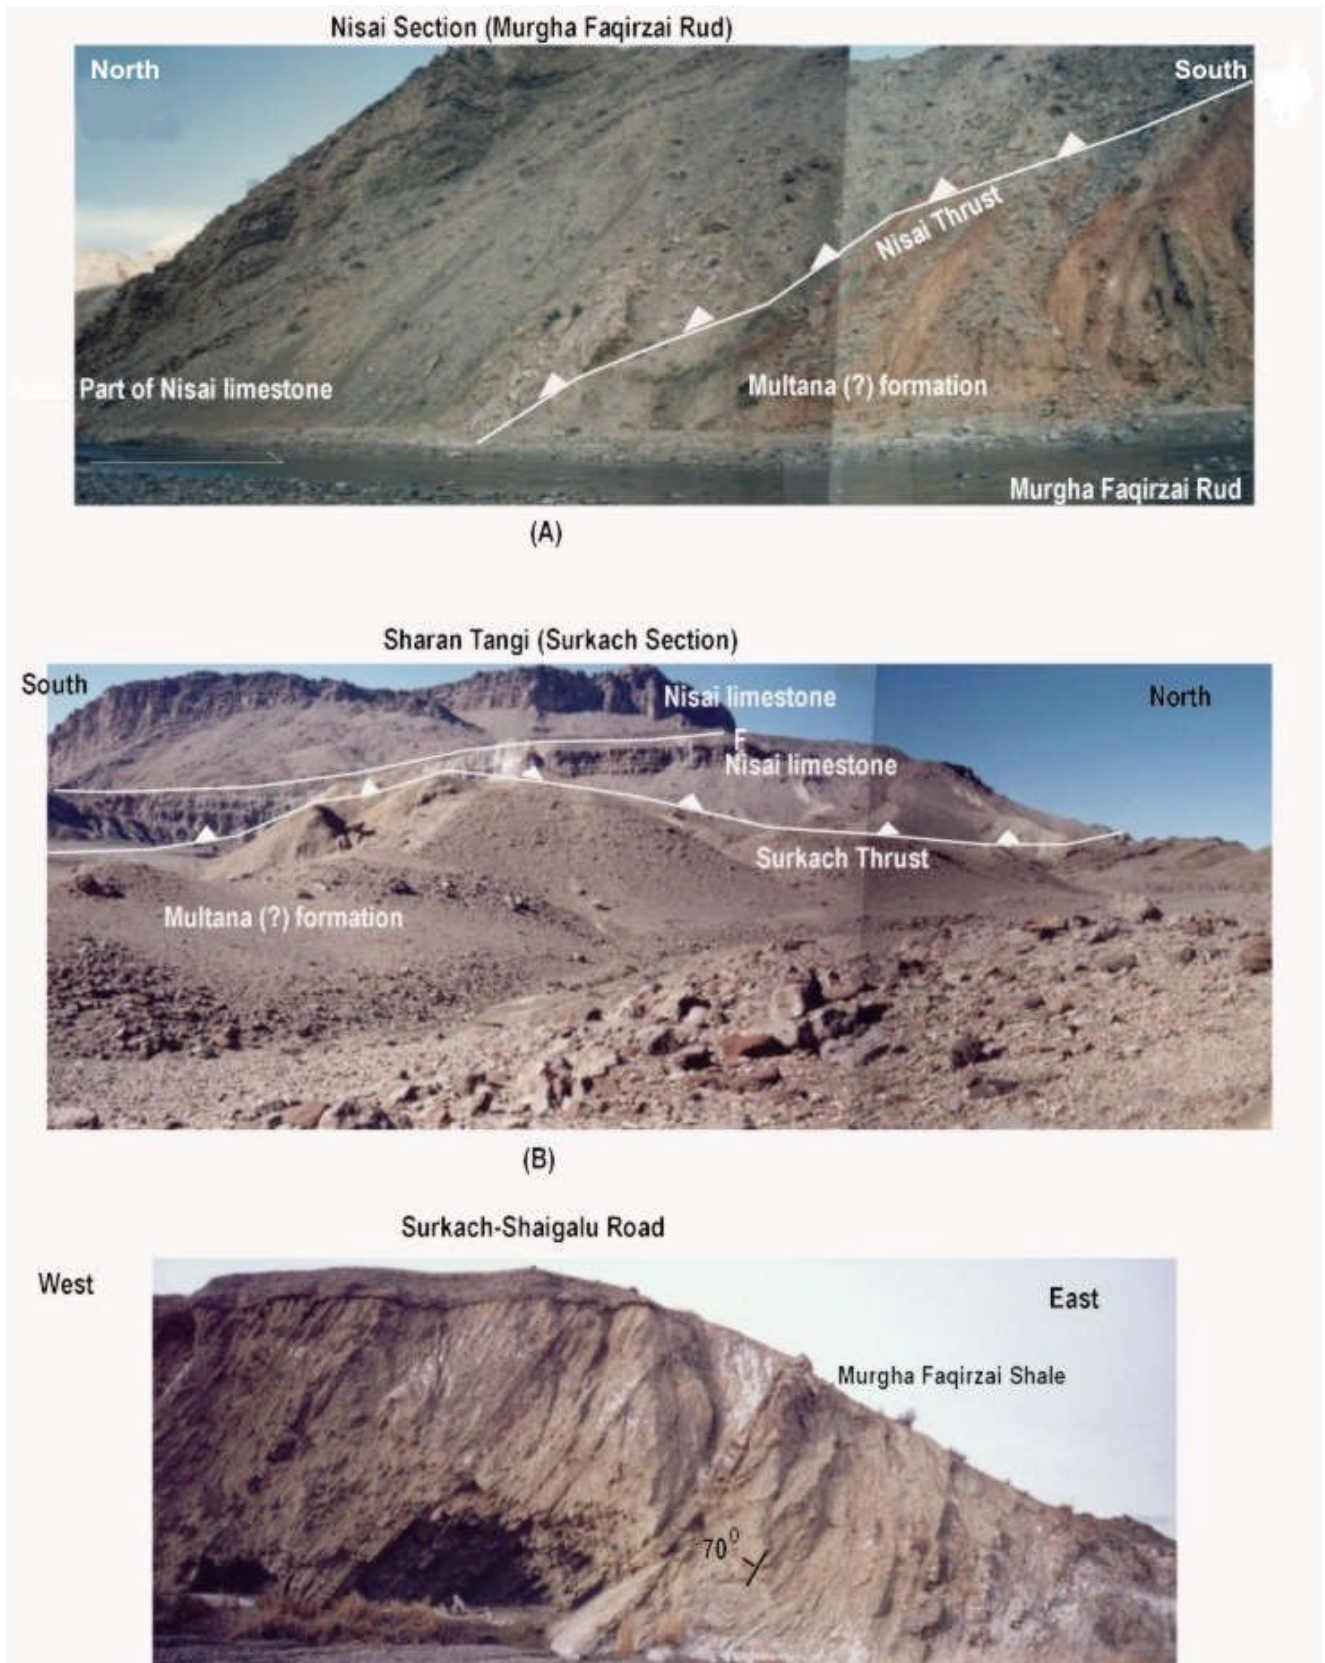 Nisai Section (Murgha Faqirzai Rud)
North
South
Nisai Thrust
Part of Nisai limestone
Multana (?) formation
Murgha Faqirzai Rud
(A)
Sharan Tangi (Surkach Section)
South
North
Nisai limestone
F
Nisai limestone
Surkach Thrust
Multana (?) formation
(B)
Surkach-Shaigalu Road
West
East
Murgha Faqirzai Shale
70⁰